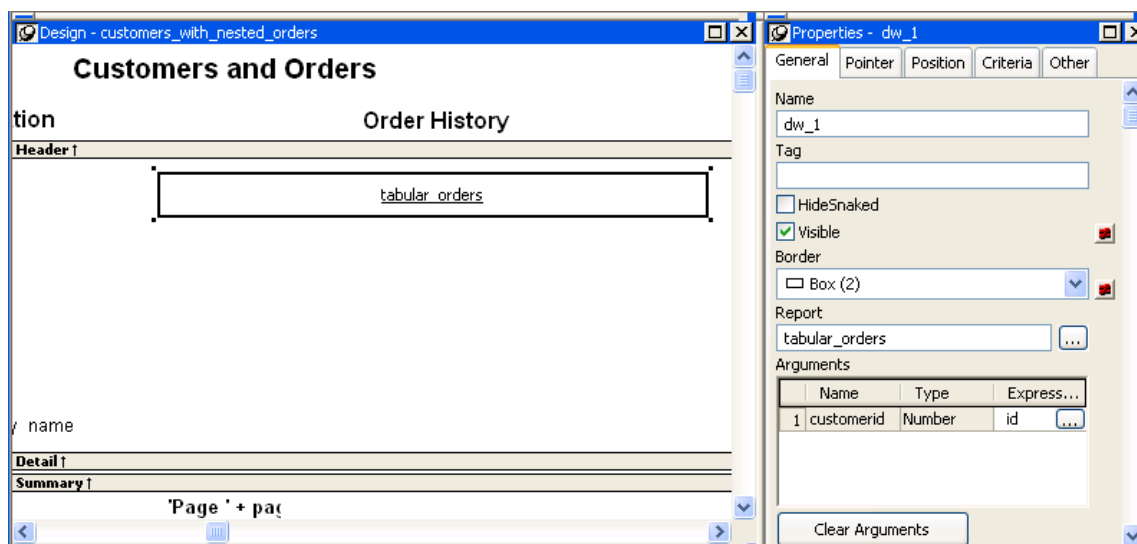 Design - customers_with_nested_orders
Customers and Orders
tion
Order History
Header ↑
tabular_orders
y_name
Detail ↑
Summary ↑
'Page ' + pag
Properties - dw_1
General Pointer Position Criteria Other
Name
dw_1
Tag
HideSnaked
Visible
Border
Box (2)
Report
tabular_orders ...
Arguments
Name Type Express...
1 customerid Number id ...
Clear Arguments